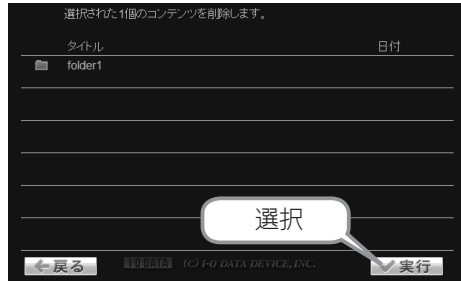 選択された1個のコンテンツを削除します。
タイトル 日付
folder1
選択
戻る I-O DATA (C) I-O DATA DEVICE, INC. 実行